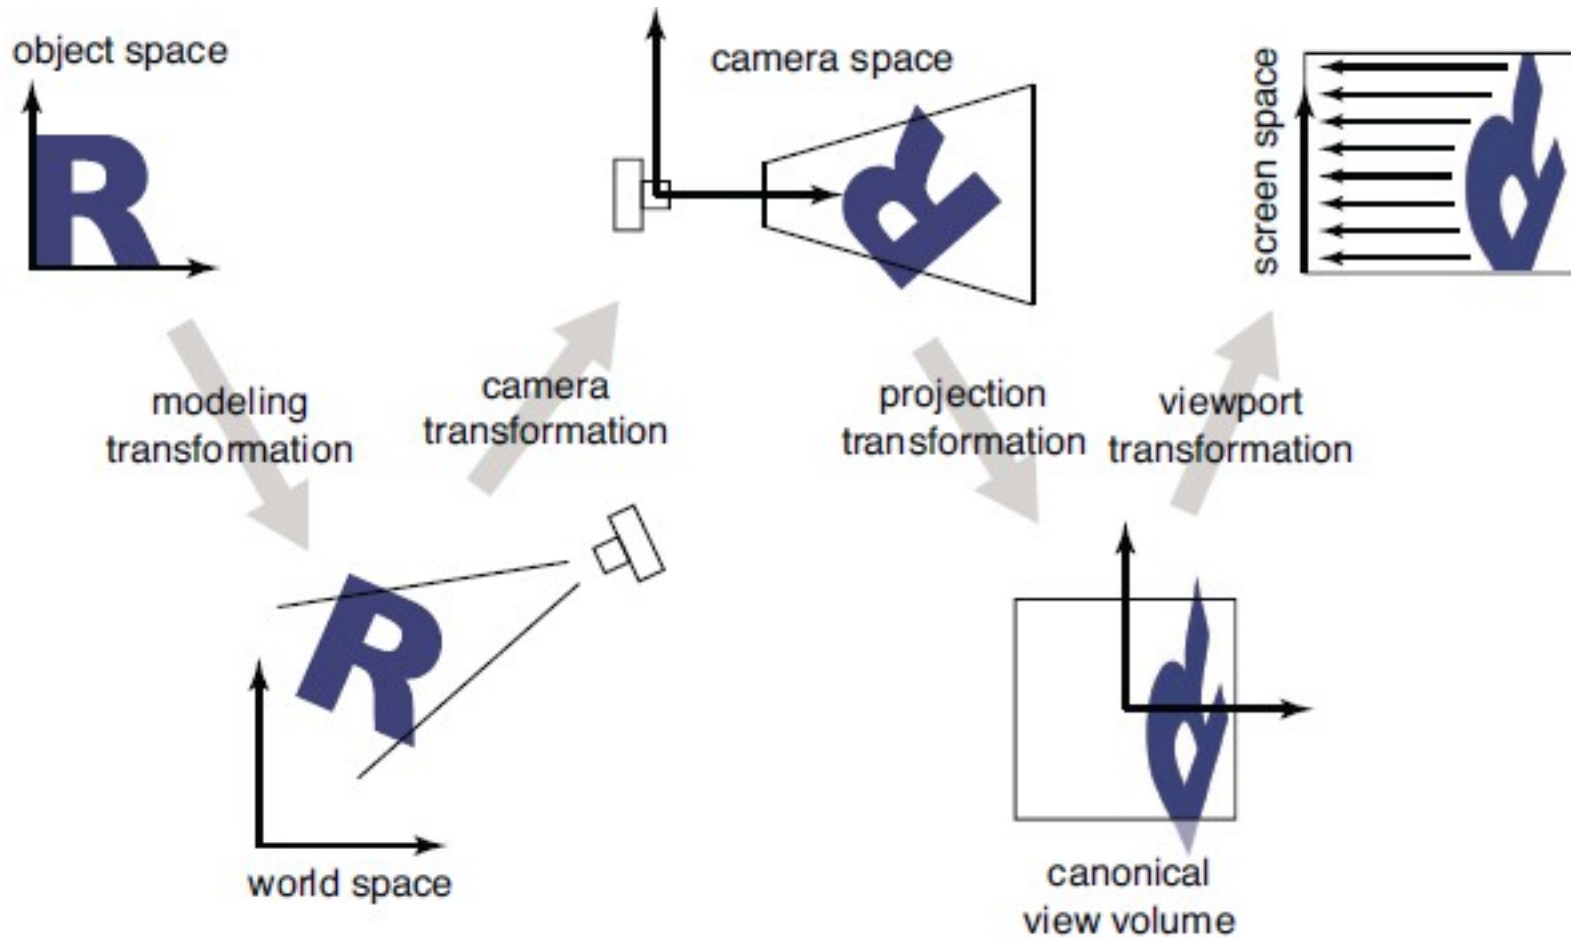 object space
R
camera space
R
screen space
R
modeling
transformation
camera
transformation
projection
transformation
viewport
transformation
R
R
world space
canonical
view volume